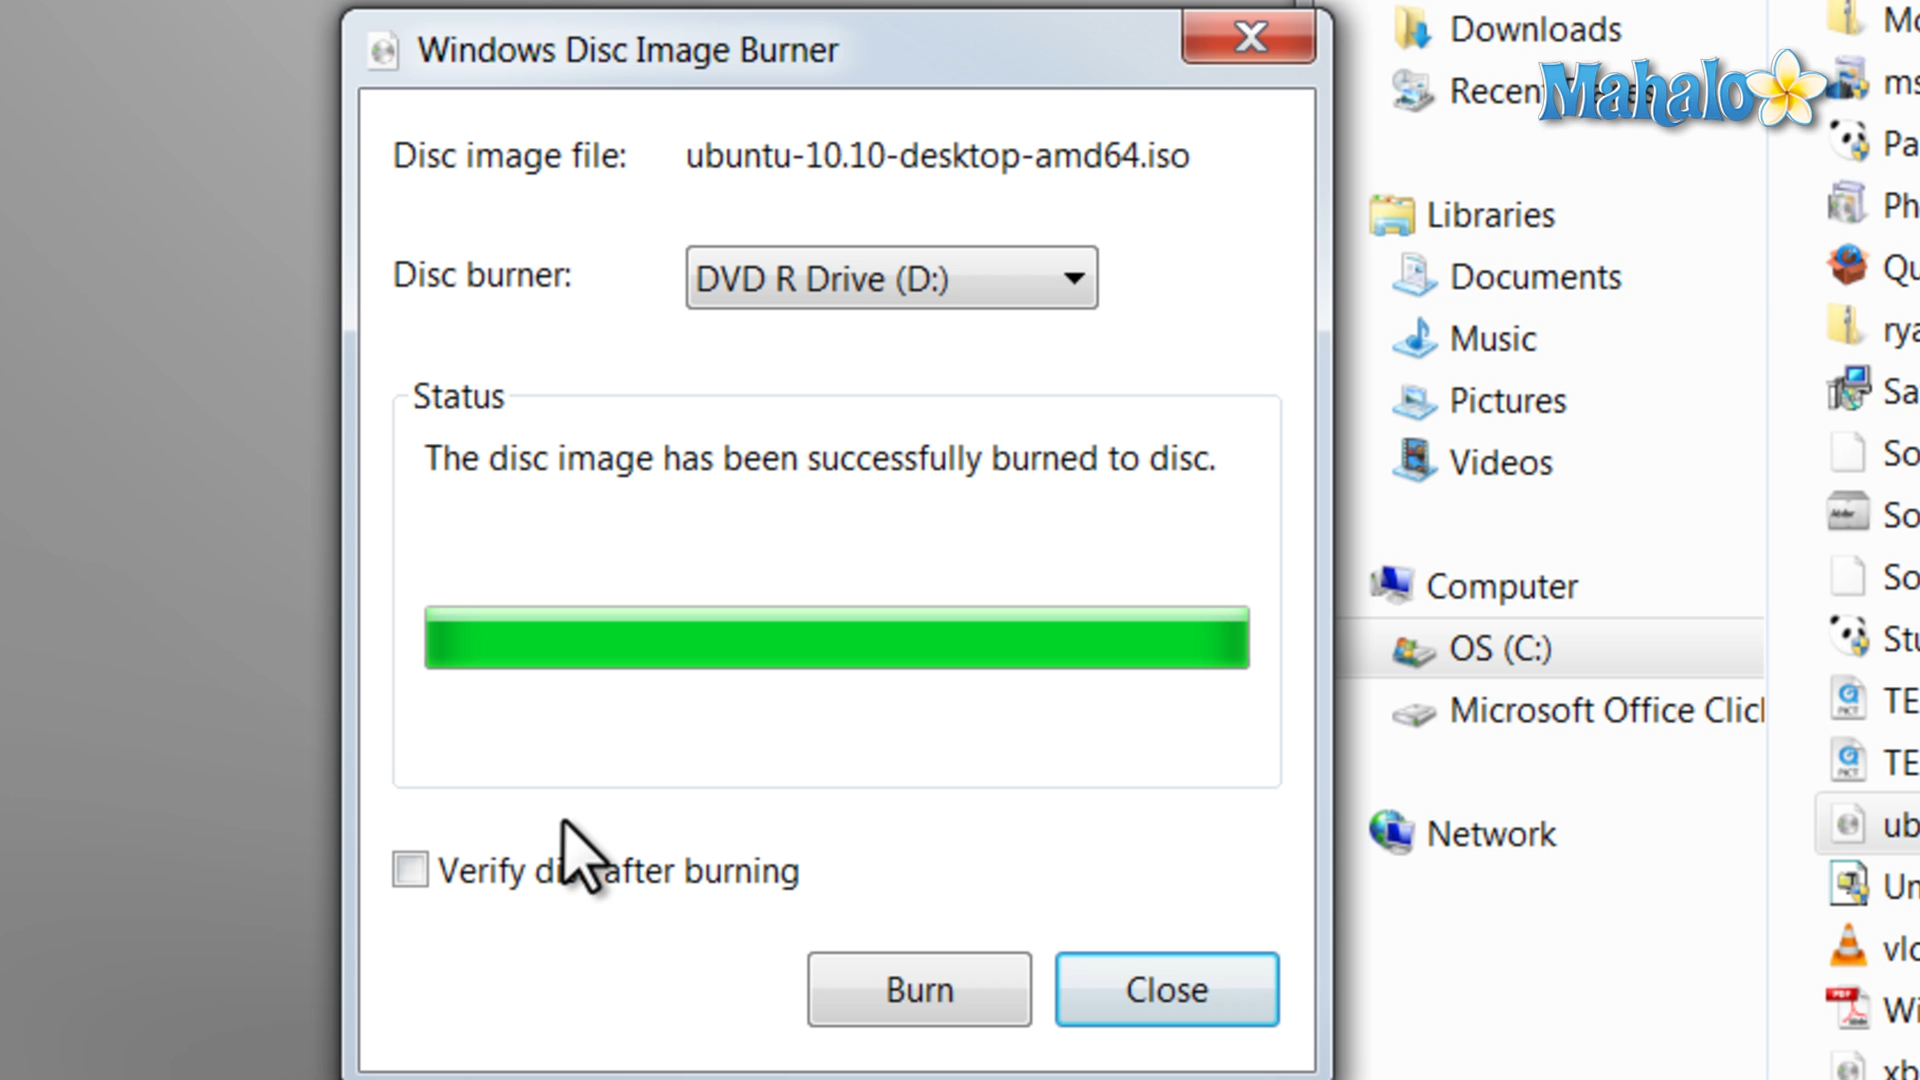 Windows Disc Image Burner
Disc image file: ubuntu-10.10-desktop-amd64.iso
Disc burner: DVD R Drive (D:)
Status
The disc image has been successfully burned to disc.
Verify after burning
Burn Close
Downloads
Mahalo
Libraries
Documents
Music
Pictures
Videos
Computer
OS (C:)
Microsoft Office
Network